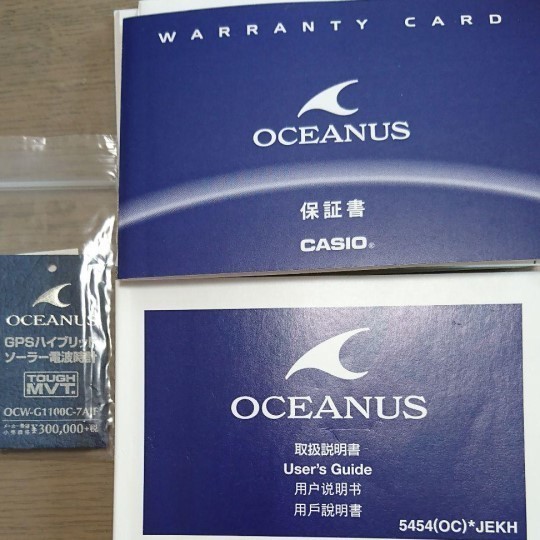 WARRANTY CARD
OCEANUS
保証書
CASIO®
OCEANUS
GPSハイブリッド
ソーラー電波時計
TOUGH
MVT.
OCW-G1100C-7AJF
¥300,000+税
OCEANUS
取扱説明書
User's Guide
用户说明书
用戶說明書
5454(OC)*JEKH